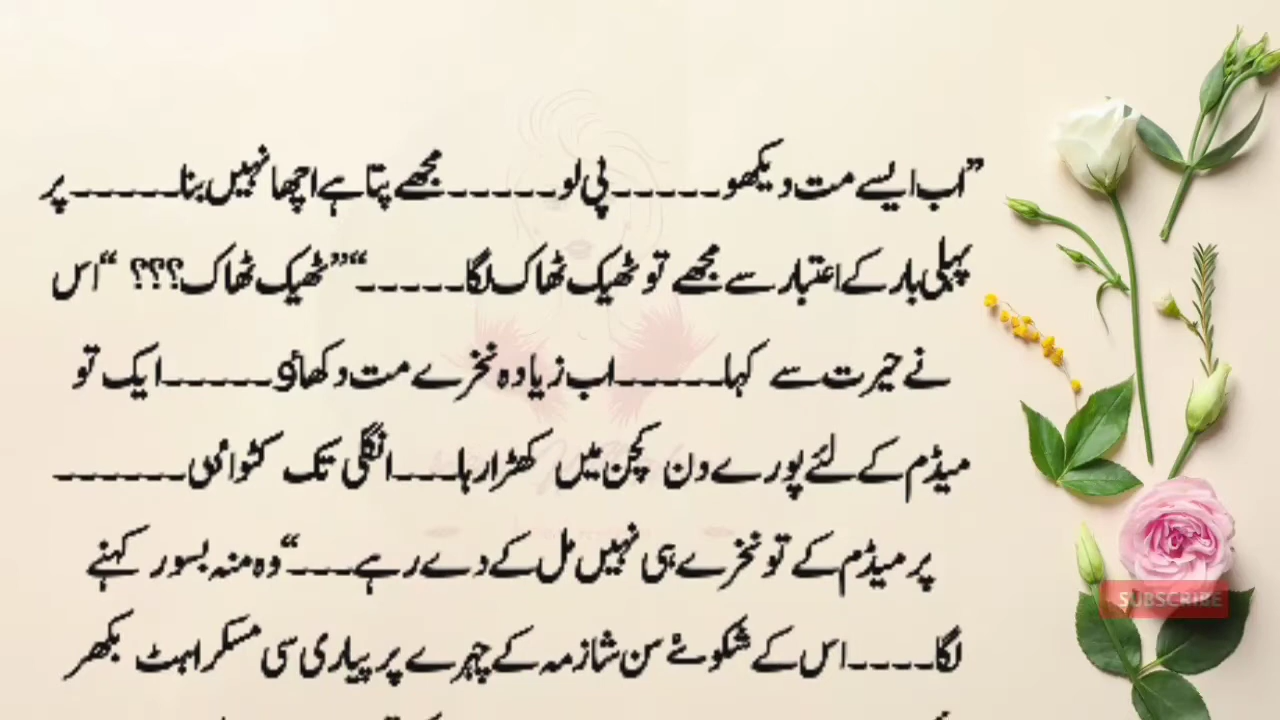 ”اب ایسے مت دیکھو-----پی لو-----مجھے پتا ہے اچھا نہیں بنا-----پر
پہلی بار کے اعتبار سے مجھے تو ٹھیک ٹھاک لگا-----“”ٹھیک ٹھاک؟؟؟ “اس
نے حیرت سے کہا-----اب زیادہ نخرے مت دکھاؤ-----ایک تو
میڈم کے لئے پورے دن کچن میں کھڑا رہا---انگلی تک کٹوائی------
پر میڈم کے تو نخرے ہی نہیں مل کے دے رہے---“وہ منہ بسور کہنے
لگا----اس کے شکوئے سن شازمہ کے چہرے پر پیاری سی مسکراہٹ بکھر
SUBSCRIBE